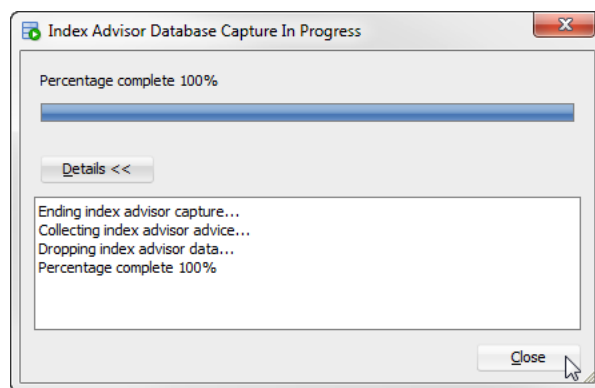 Index Advisor Database Capture In Progress
Percentage complete 100%
Details <<
Ending index advisor capture...
Collecting index advisor advice...
Dropping index advisor data...
Percentage complete 100%
Close